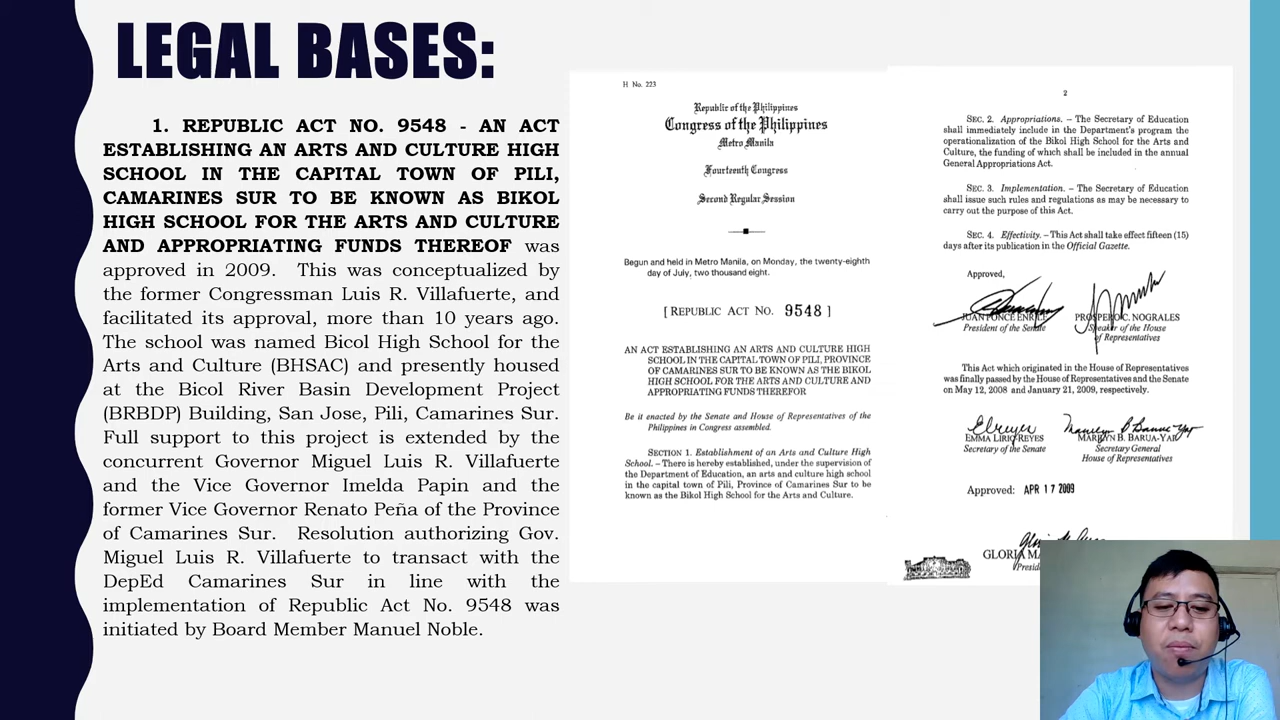 LEGAL BASES:
1. REPUBLIC ACT NO. 9548 - AN ACT
ESTABLISHING AN ARTS AND CULTURE HIGH
SCHOOL IN THE CAPITAL TOWN OF PILI,
CAMARINES SUR TO BE KNOWN AS BIKOL
HIGH SCHOOL FOR THE ARTS AND CULTURE
AND APPROPRIATING FUNDS THEREOF was
approved in 2009. This was conceptualized by
the former Congressman Luis R. Villafuerte, and
facilitated its approval, more than 10 years ago.
The school was named Bicol High School for the
Arts and Culture (BHSAC) and presently housed
at the Bicol River Basin Development Project
(BRBDP) Building, San Jose, Pili, Camarines Sur.
Full support to this project is extended by the
concurrent Governor Miguel Luis R. Villafuerte
and the Vice Governor Imelda Papin and the
former Vice Governor Renato Peña of the Province
of Camarines Sur. Resolution authorizing Gov.
Miguel Luis R. Villafuerte to transact with the
DepEd Camarines Sur in line with the
implementation of Republic Act No. 9548 was
initiated by Board Member Manuel Noble.
H No. 223
Republic of the Philippines
Congress of the Philippines
Metro Manila
Fourteenth Congress
Second Regular Session
Begun and held in Metro Manila, on Monday, the twenty-eighth
day of July, two thousand eight.
[ REPUBLIC ACT NO. 9548 ]
AN ACT ESTABLISHING AN ARTS AND CULTURE HIGH
SCHOOL IN THE CAPITAL TOWN OF PILI, PROVINCE
OF CAMARINES SUR TO BE KNOWN AS THE BIKOL
HIGH SCHOOL FOR THE ARTS AND CULTURE AND
APPROPRIATING FUNDS THEREFOR
Be it enacted by the Senate and House of Representatives of the
Philippines in Congress assembled.
SECTION 1. Establishment of an Arts and Culture High
School. – There is hereby established, under the supervision of
the Department of Education, an arts and culture high school
in the capital town of Pili, Province of Camarines Sur to be
known as the Bikol High School for the Arts and Culture.
2
SEC. 2. Appropriations. – The Secretary of Education
shall immediately include in the Department's program the
operationalization of the Bikol High School for the Arts and
Culture, the funding of which shall be included in the annual
General Appropriations Act.
SEC. 3. Implementation. – The Secretary of Education
shall issue such rules and regulations as may be necessary to
carry out the purpose of this Act.
SEC. 4. Effectivity. – This Act shall take effect fifteen (15)
days after its publication in the Official Gazette.
Approved,
JUAN PONCE ENRILE
President of the Senate
PROSPERO C. NOGRALES
Speaker of the House
of Representatives
This Act which originated in the House of Representatives
was finally passed by the House of Representatives and the Senate
on May 12, 2008 and January 21, 2009, respectively.
EMMA LIRIO-REYES
Secretary of the Senate
MARILYN B. BARUA-YAP
Secretary General
House of Representatives
Approved: APR 17 2009
GLORIA